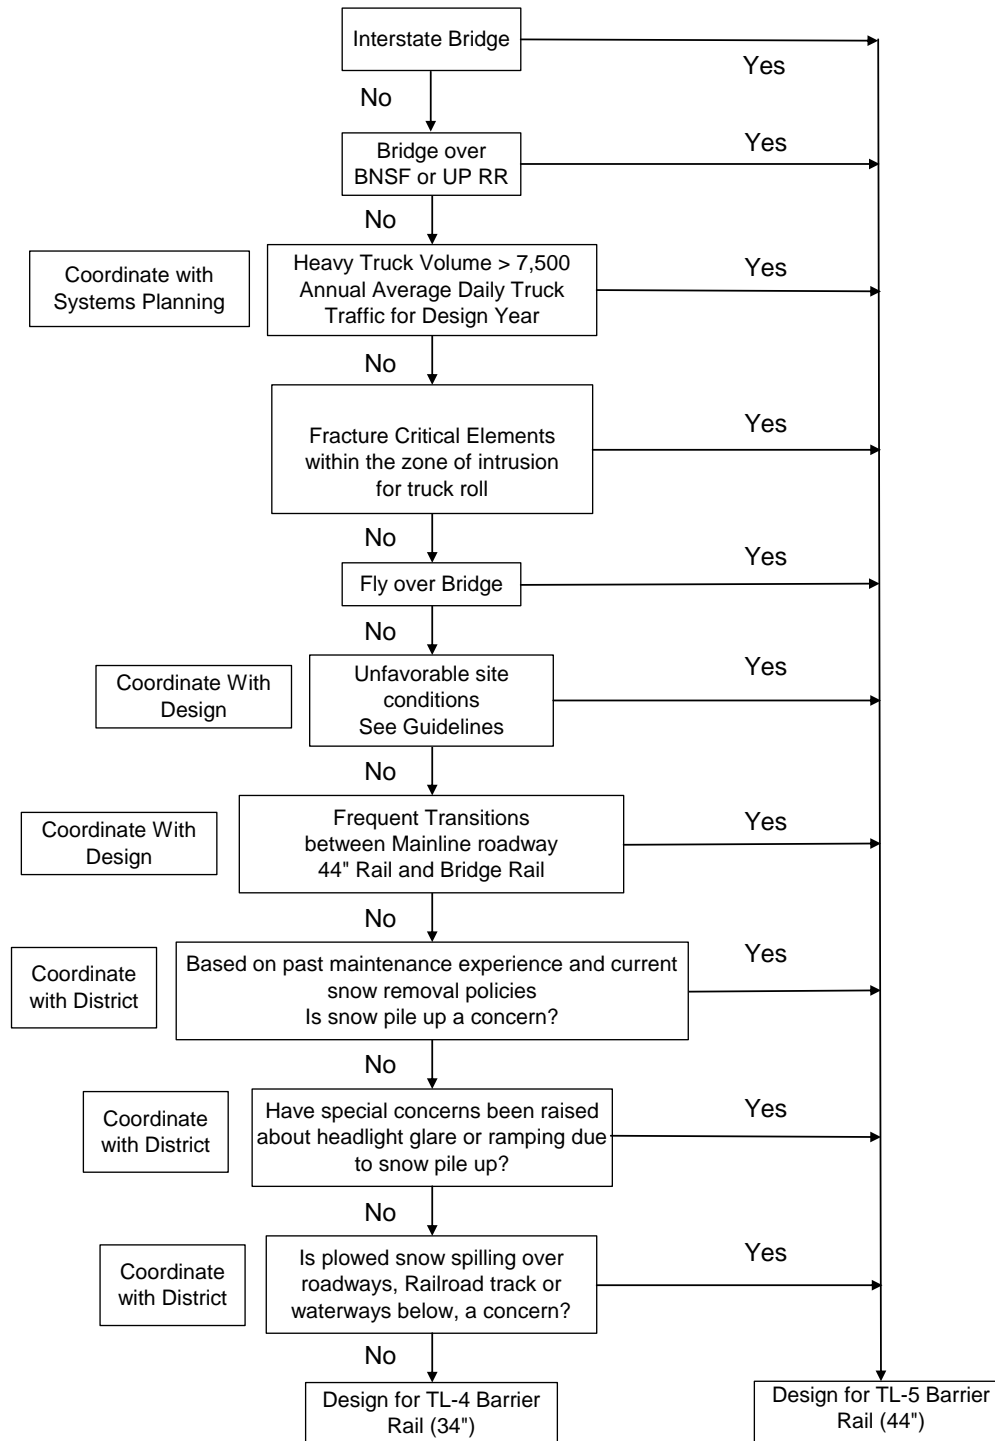 Interstate Bridge
Yes
No
Bridge over
BNSF or UP RR
Yes
No
Coordinate with
Systems Planning
Heavy Truck Volume > 7,500
Annual Average Daily Truck
Traffic for Design Year
Yes
No
Fracture Critical Elements
within the zone of intrusion
for truck roll
Yes
No
Fly over Bridge
Yes
No
Coordinate With
Design
Unfavorable site
conditions
See Guidelines
Yes
No
Coordinate With
Design
Frequent Transitions
between Mainline roadway
44" Rail and Bridge Rail
Yes
No
Coordinate
with District
Based on past maintenance experience and current
snow removal policies
Is snow pile up a concern?
Yes
No
Coordinate
with District
Have special concerns been raised
about headlight glare or ramping due
to snow pile up?
Yes
No
Coordinate
with District
Is plowed snow spilling over
roadways, Railroad track or
waterways below, a concern?
Yes
No
Design for TL-4 Barrier
Rail (34")
Design for TL-5 Barrier
Rail (44")